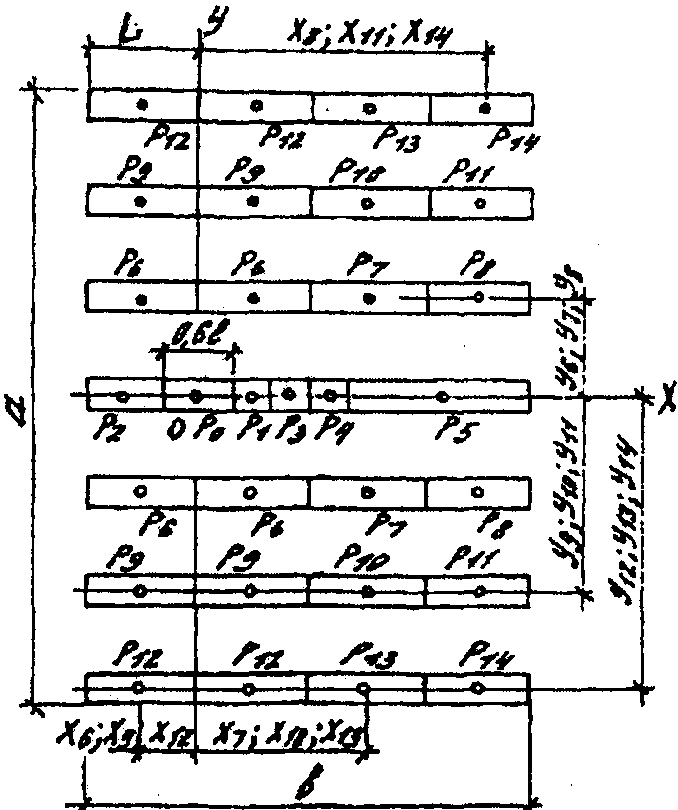 L y x8; x11; x14
P12 P12 P13 P14
P9 P9 P10 P11
P6 P6 P7 P8
0,6l
a
P2 O P0 P1 P3 P4 P5
X
y6; y7; y8
P6 P6 P7 P8
y9; y10; y11
y12; y13; y14
P9 P9 P10 P11
P12 P12 P13 P14
x6; x9 x12 x7; x10; x13
b